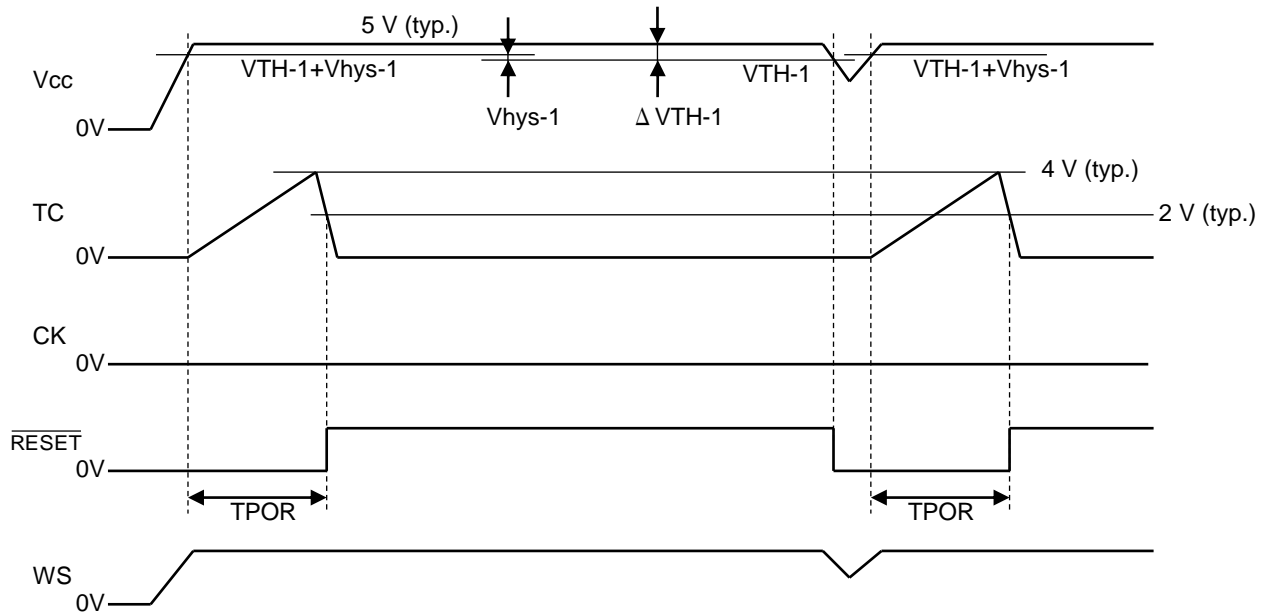 5 V (typ.)
VTH-1+Vhys-1
VTH-1
VTH-1+Vhys-1
Vcc
Vhys-1
Δ VTH-1
0V
4 V (typ.)
TC
2 V (typ.)
0V
CK
0V
RESET
0V
TPOR
TPOR
WS
0V